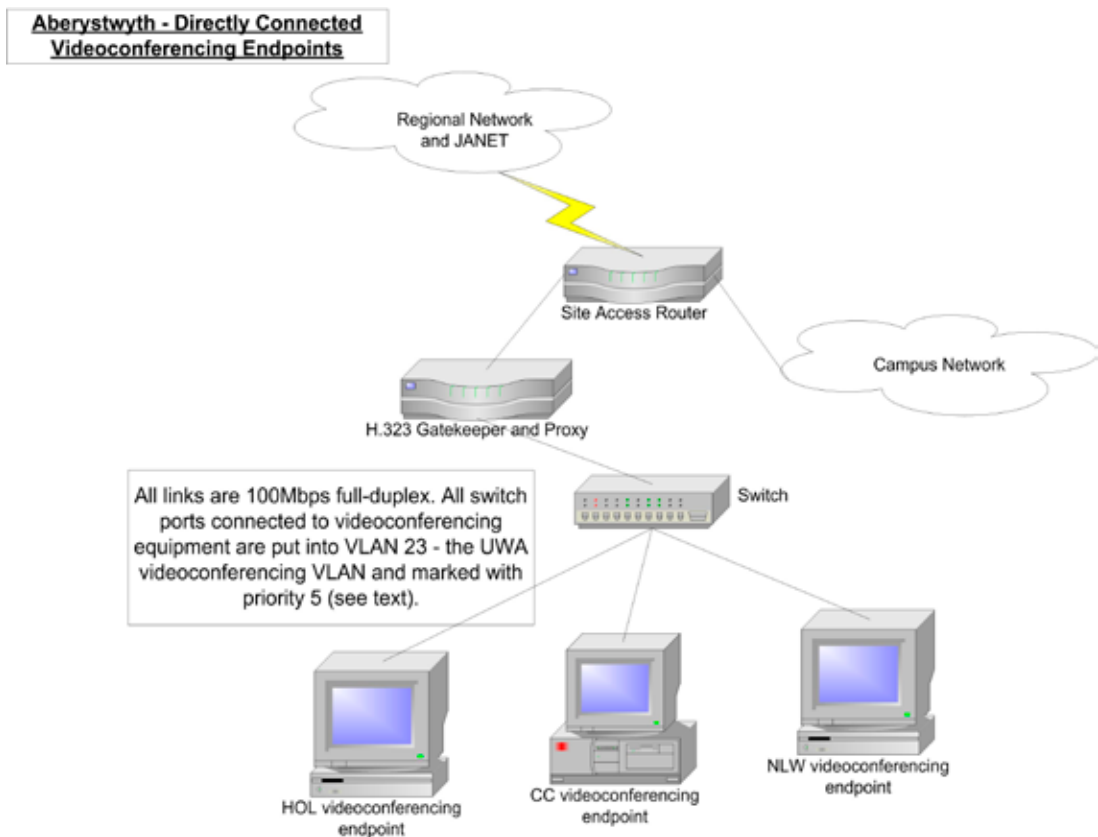 Aberystwyth - Directly Connected
Videoconferencing Endpoints
Regional Network
and JANET
Site Access Router
Campus Network
H.323 Gatekeeper and Proxy
Switch
All links are 100Mbps full-duplex. All switch
ports connected to videoconferencing
equipment are put into VLAN 23 - the UWA
videoconferencing VLAN and marked with
priority 5 (see text).
HOL videoconferencing
endpoint
CC videoconferencing
endpoint
NLW videoconferencing
endpoint